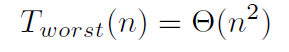 T_{worst}(n) = Θ(n^2)